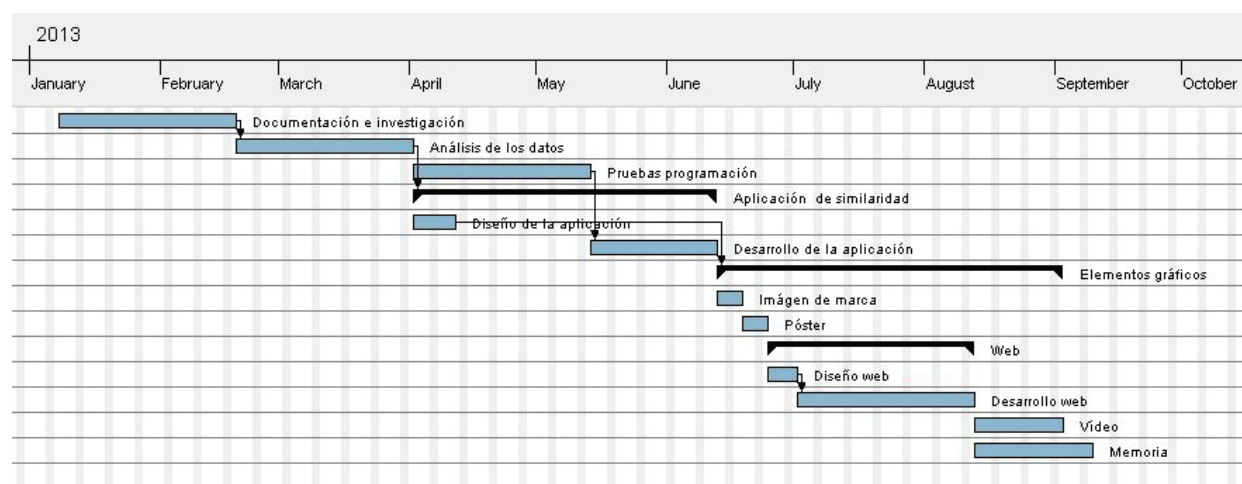 2013
January February March April May June July August September October
Documentación e investigación
Análisis de los datos
Pruebas programación
Aplicación de similaridad
Diseño de la aplicación
Desarrollo de la aplicación
Elementos gráficos
Imágen de marca
Póster
Web
Diseño web
Desarrollo web
Vídeo
Memoria